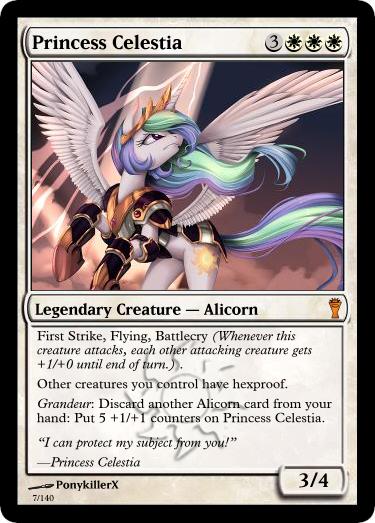 Princess Celestia 3
Legendary Creature — Alicorn
First Strike, Flying, Battlecry (Whenever this
creature attacks, each other attacking creature gets
+1/+0 until end of turn.) .
Other creatures you control have hexproof.
Grandeur: Discard another Alicorn card from your
hand: Put 5 +1/+1 counters on Princess Celestia.
“I can protect my subject from you!”
—Princess Celestia
PonykillerX
7/140
3/4